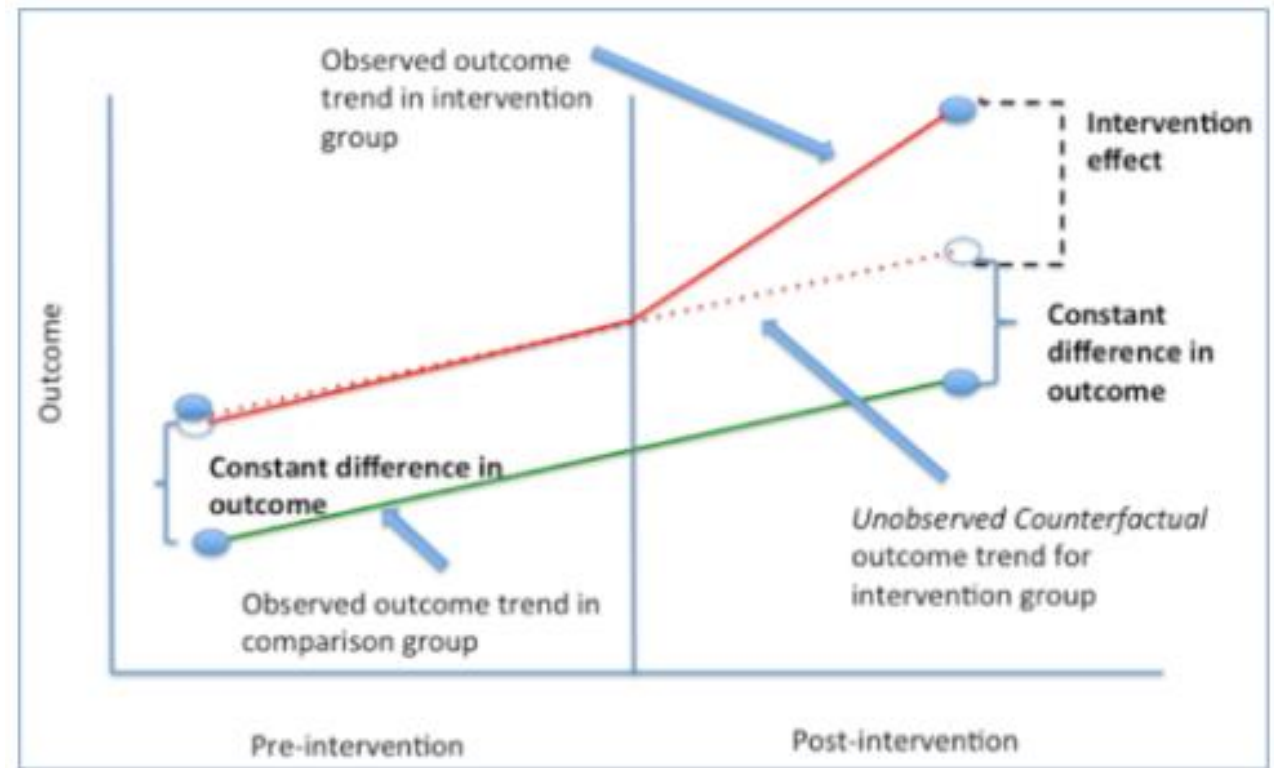 Observed outcome
trend in intervention
group
Intervention
effect
Outcome
Constant
difference in
outcome
Constant difference in
outcome
Unobserved Counterfactual
outcome trend for
intervention group
Observed outcome trend in
comparison group
Pre-intervention
Post-intervention